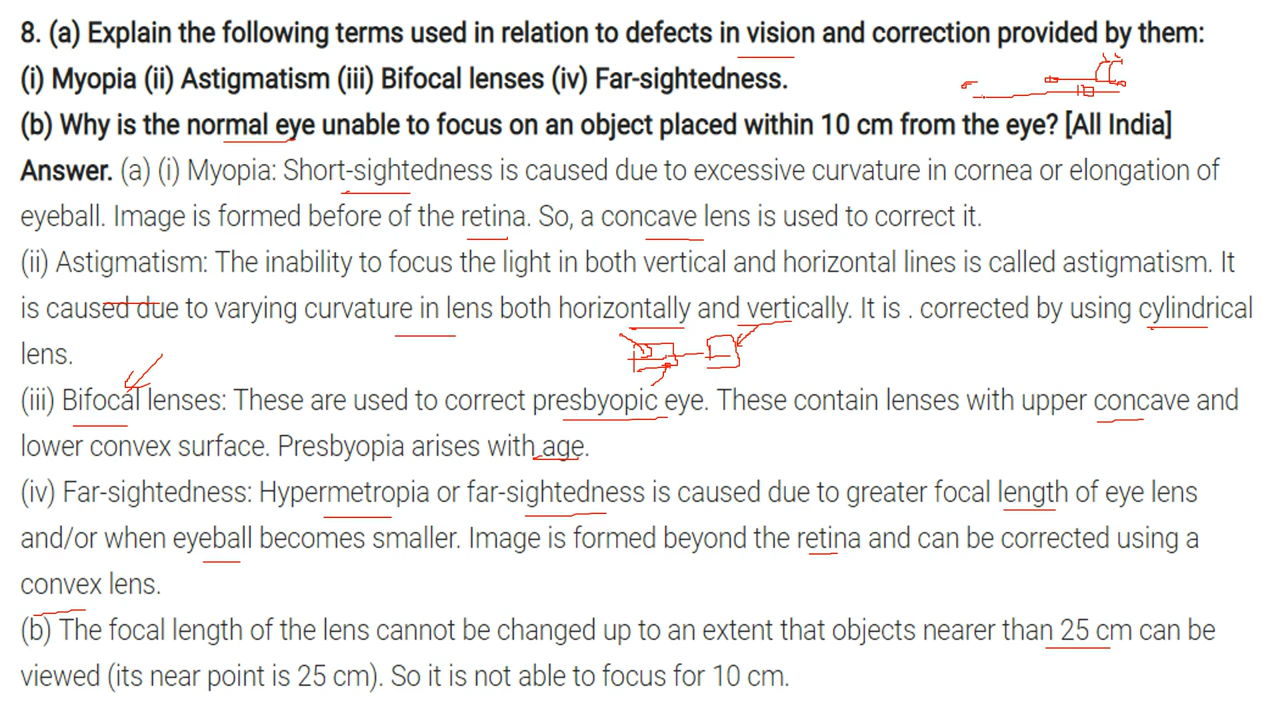 8. (a) Explain the following terms used in relation to defects in vision and correction provided by them:
(i) Myopia (ii) Astigmatism (iii) Bifocal lenses (iv) Far-sightedness.
(b) Why is the normal eye unable to focus on an object placed within 10 cm from the eye? [All India]
Answer. (a) (i) Myopia: Short-sightedness is caused due to excessive curvature in cornea or elongation of
eyeball. Image is formed before of the retina. So, a concave lens is used to correct it.
(ii) Astigmatism: The inability to focus the light in both vertical and horizontal lines is called astigmatism. It
is caused due to varying curvature in lens both horizontally and vertically. It is . corrected by using cylindrical
lens.
(iii) Bifocal lenses: These are used to correct presbyopic eye. These contain lenses with upper concave and
lower convex surface. Presbyopia arises with age.
(iv) Far-sightedness: Hypermetropia or far-sightedness is caused due to greater focal length of eye lens
and/or when eyeball becomes smaller. Image is formed beyond the retina and can be corrected using a
convex lens.
(b) The focal length of the lens cannot be changed up to an extent that objects nearer than 25 cm can be
viewed (its near point is 25 cm). So it is not able to focus for 10 cm.